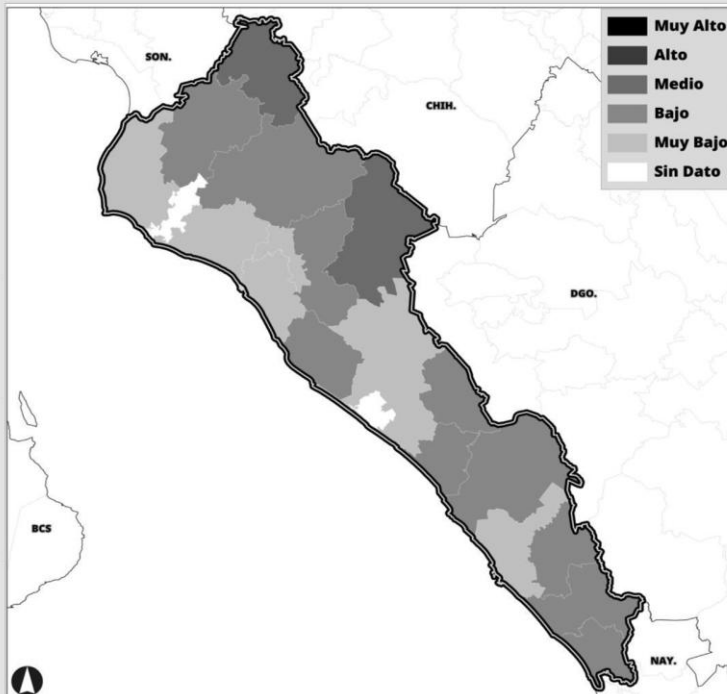 Muy Alto
SON.
Alto
Medio
CHIH.
Bajo
Muy Bajo
Sin Dato
DGO.
BCS
NAY.